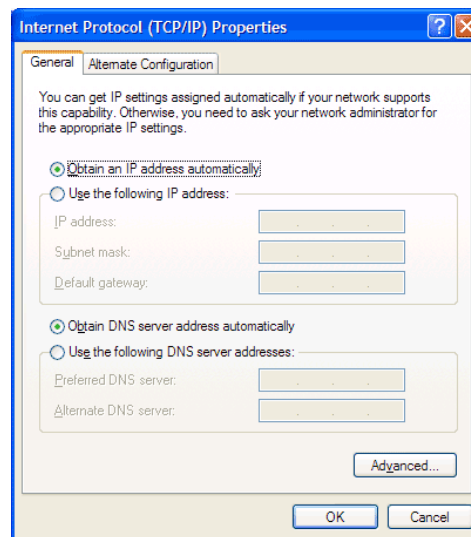 Internet Protocol (TCP/IP) Properties
General
Alternate Configuration
You can get IP settings assigned automatically if your network supports
this capability. Otherwise, you need to ask your network administrator for
the appropriate IP settings.
Obtain an IP address automatically
Use the following IP address:
IP address:
Subnet mask:
Default gateway:
Obtain DNS server address automatically
Use the following DNS server addresses:
Preferred DNS server:
Alternate DNS server:
Advanced...
OK
Cancel